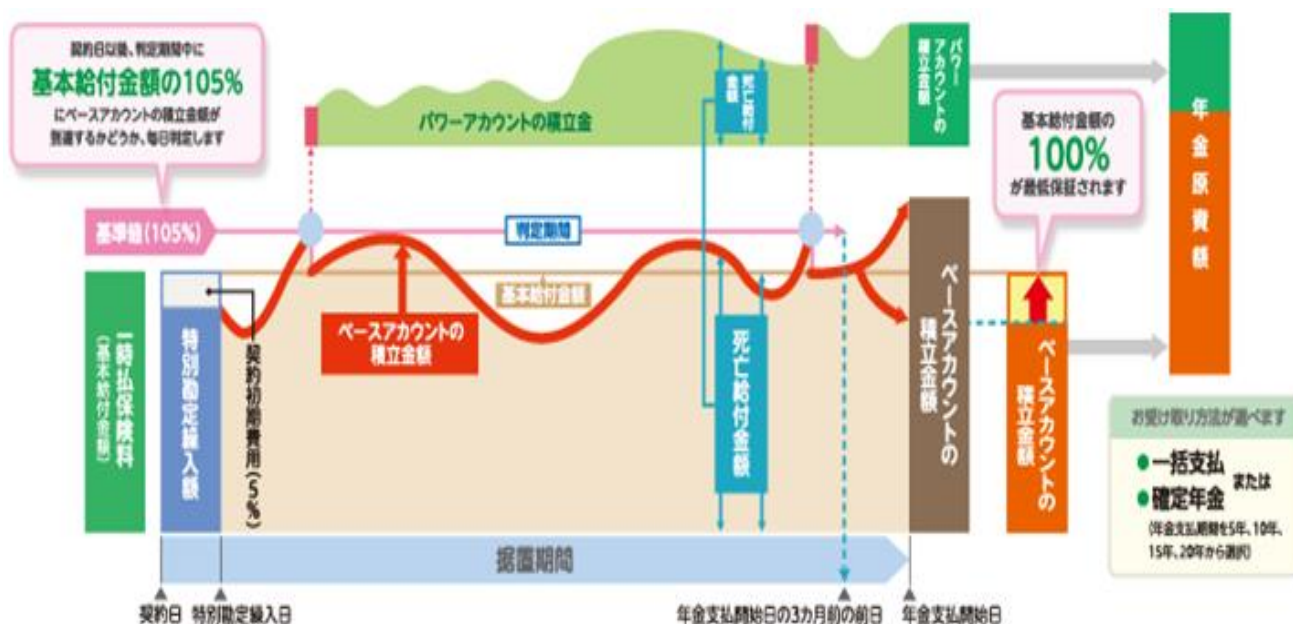 契約日以後、判定期間中に
基本給付金額の105%
にベースアカウントの積立金額が
到達するかどうか、毎日判定します
パワーアカウントの積立金
死亡給付
金額
パワー
アカウントの
積立金額
基本給付金額の
100%
が最低保証されます
年金原資額
基準値(105%)
判定期間
基本給付金額
ベースアカウントの
積立金額
一時払保険料
(基本給付金額)
特別勘定繰入額
契約初期費用(5%)
死亡給付金額
ベースアカウントの
積立金額
ベースアカウントの
積立金額
お受け取り方法が選べます
●一括支払
または
●確定年金
(年金支払期間を5年、10年、
15年、20年から選択)
据置期間
契約日
特別勘定繰入日
年金支払開始日の3カ月前の前日
年金支払開始日